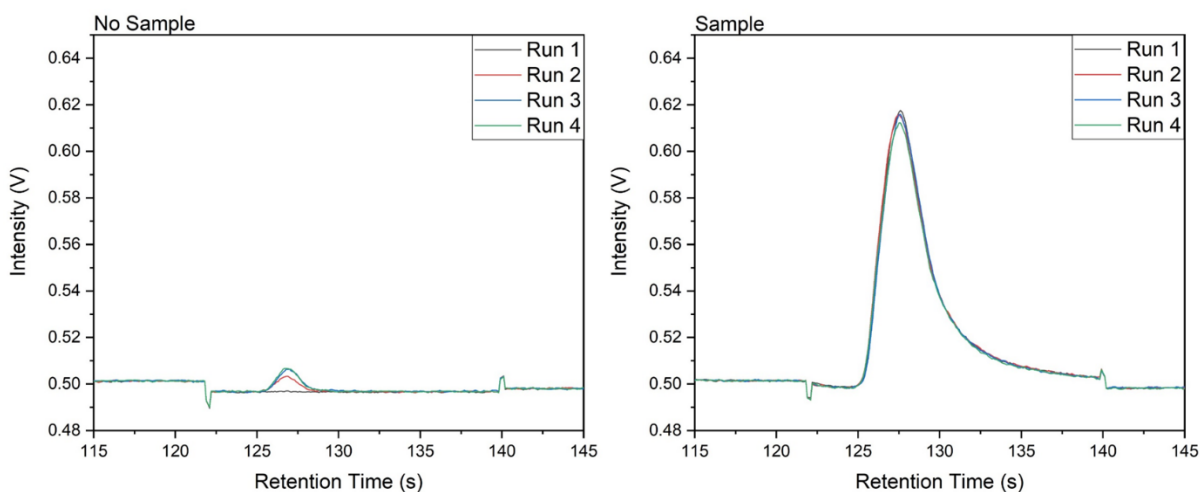 No Sample
Run 1
Run 2
Run 3
Run 4
0.64
0.62
0.60
0.58
0.56
0.54
0.52
0.50
0.48
Intensity (V)
115 120 125 130 135 140 145
Retention Time (s)
Sample
Run 1
Run 2
Run 3
Run 4
0.64
0.62
0.60
0.58
0.56
0.54
0.52
0.50
0.48
Intensity (V)
115 120 125 130 135 140 145
Retention Time (s)